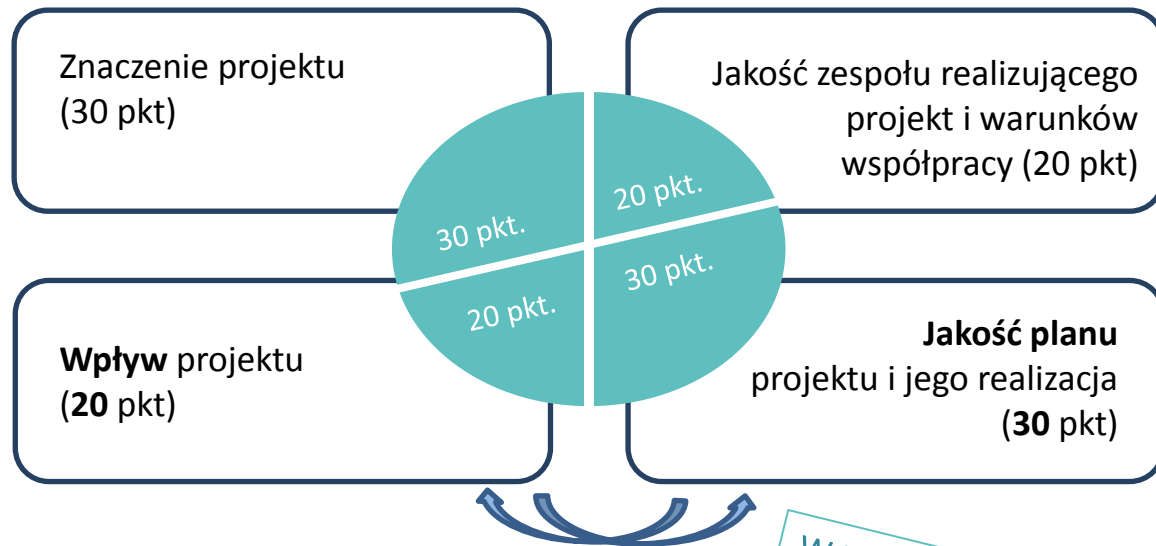 Znaczenie projektu
(30 pkt)
Jakość zespołu realizującego
projekt i warunków
współpracy (20 pkt)
30 pkt.
20 pkt.
20 pkt.
30 pkt.
Wpływ projektu
(20 pkt)
Jakość planu
projektu i jego realizacja
(30 pkt)